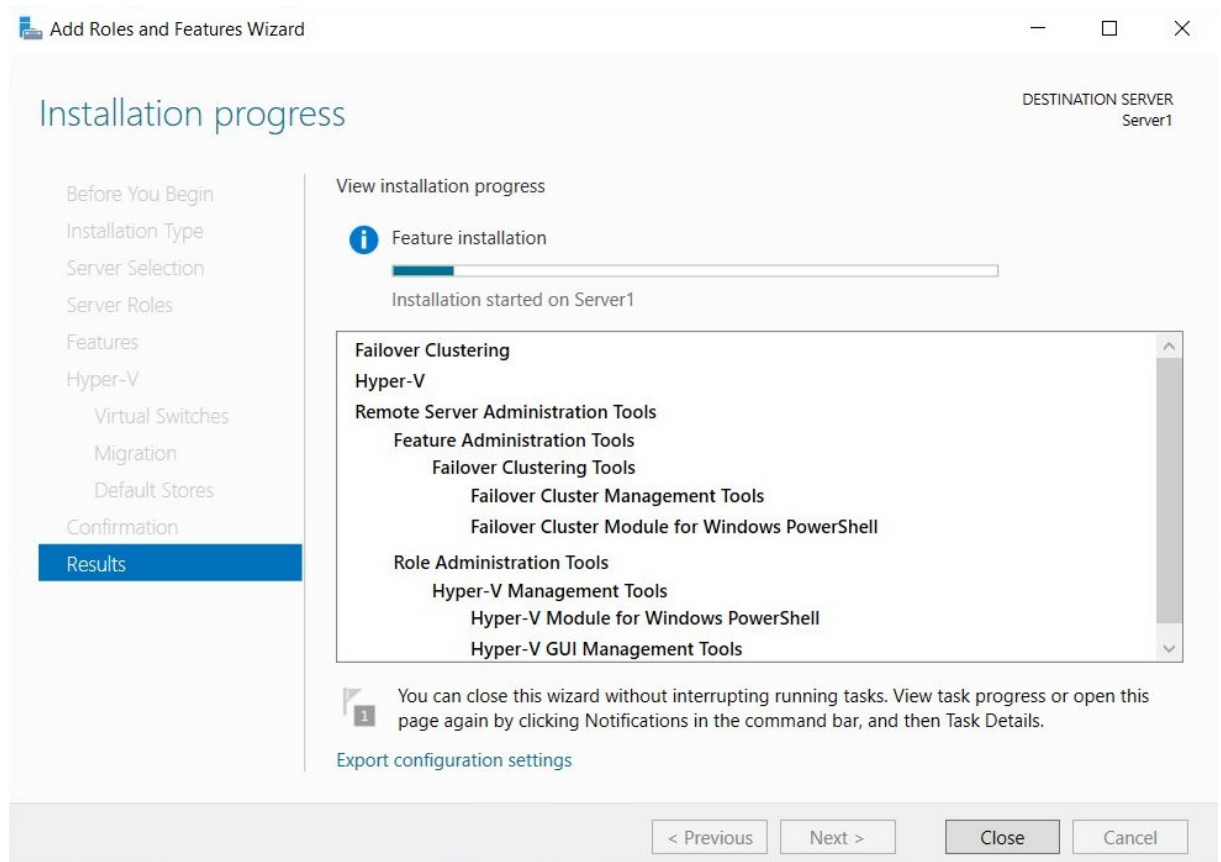 Add Roles and Features Wizard
Installation progress
DESTINATION SERVER
Server1
Before You Begin
Installation Type
Server Selection
Server Roles
Features
Hyper-V
Virtual Switches
Migration
Default Stores
Confirmation
Results
View installation progress
Feature installation
Installation started on Server1
Failover Clustering
Hyper-V
Remote Server Administration Tools
Feature Administration Tools
Failover Clustering Tools
Failover Cluster Management Tools
Failover Cluster Module for Windows PowerShell
Role Administration Tools
Hyper-V Management Tools
Hyper-V Module for Windows PowerShell
Hyper-V GUI Management Tools
1
You can close this wizard without interrupting running tasks. View task progress or open this
page again by clicking Notifications in the command bar, and then Task Details.
Export configuration settings
< Previous
Next >
Close
Cancel